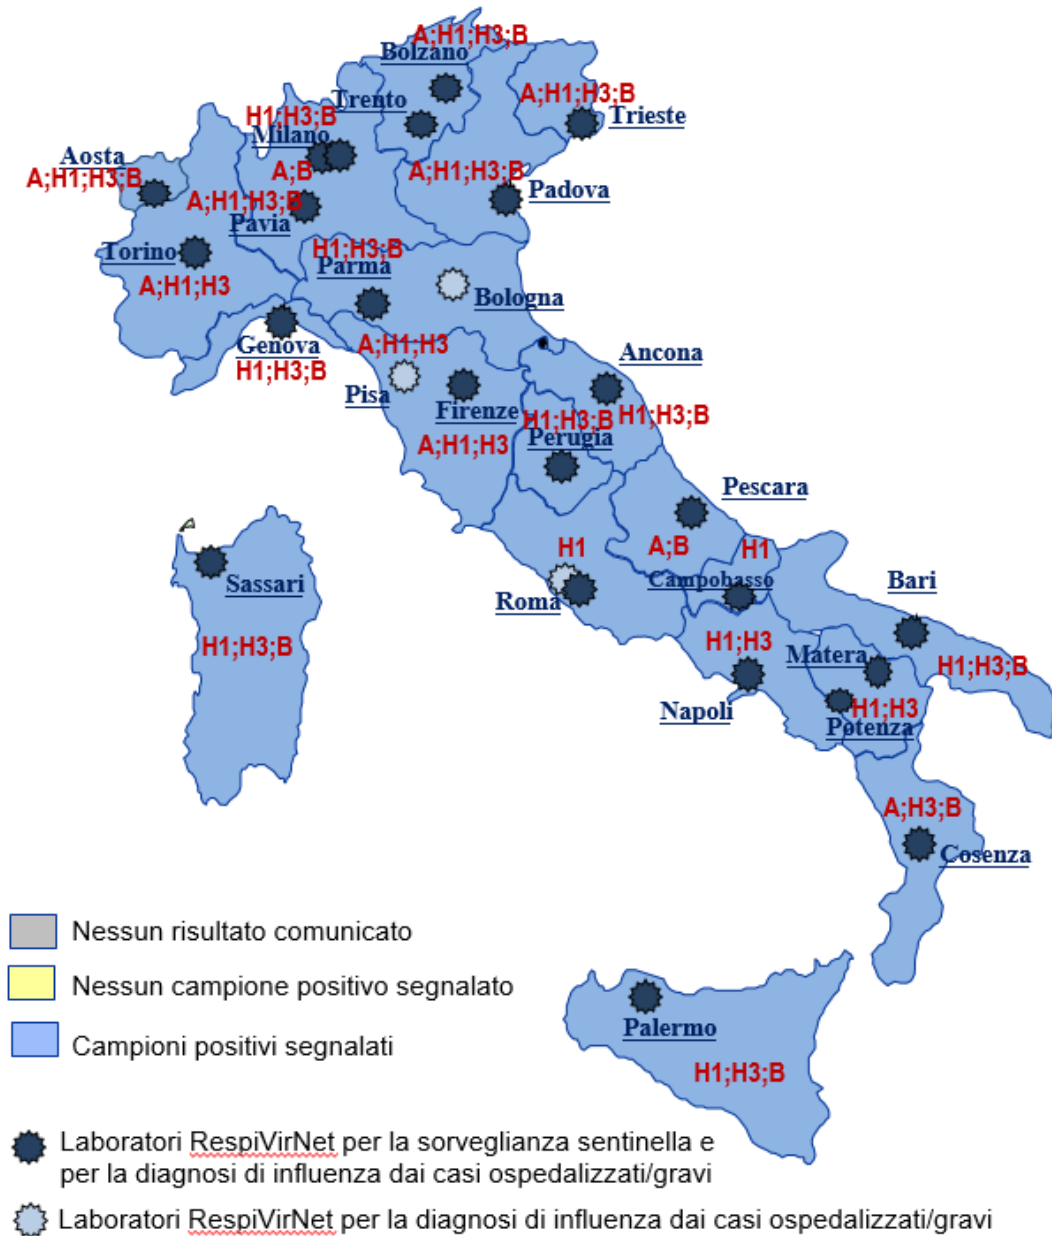 A;H1;H3;B
Bolzano
Trento
A;H1;H3;B
Trieste
H1;H3;B
Milano
A;B
Aosta
A;H1;H3;B
A;H1;H3;B
Padova
A;H1;H3;B
Pavia
Torino
A;H1;H3
H1;H3;B
Parma
Bologna
Genova
H1;H3;B
A;H1;H3
Pisa
Firenze
A;H1;H3
Ancona
H1;H3;B
H1;H3;B
Perugia
Pescara
A;B
H1
Campobasso
H1
Roma
Sassari
H1;H3;B
Bari
H1;H3;B
H1;H3
Napoli
Matera
H1;H3
Potenza
A;H3;B
Cosenza
Palermo
H1;H3;B
Nessun risultato comunicato
Nessun campione positivo segnalato
Campioni positivi segnalati
Laboratori RespiVirNet per la sorveglianza sentinella e
per la diagnosi di influenza dai casi ospedalizzati/gravi
Laboratori RespiVirNet per la diagnosi di influenza dai casi ospedalizzati/gravi